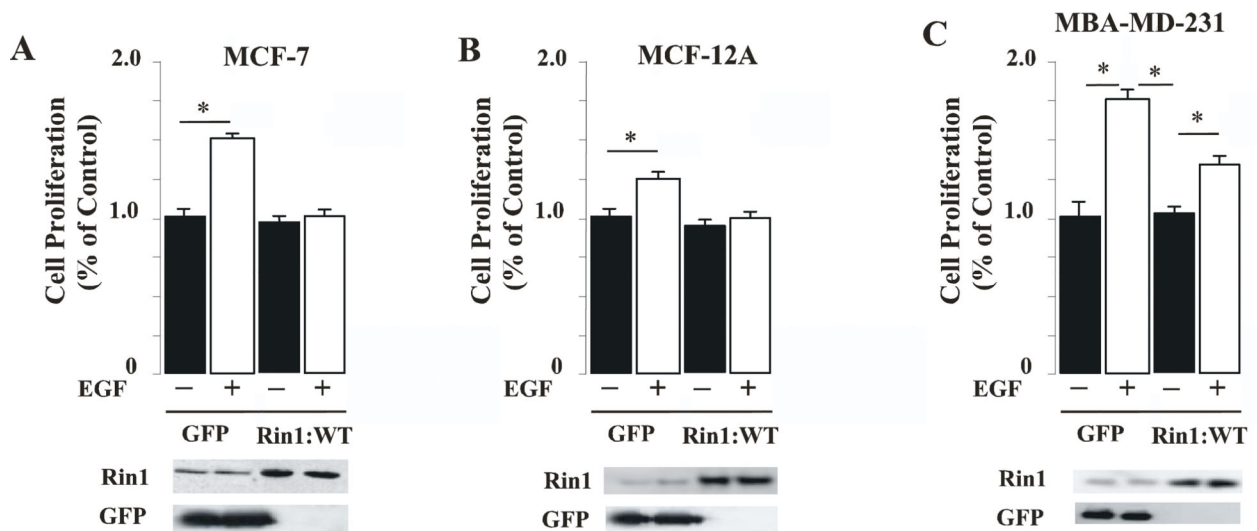 A
MCF-7
Cell Proliferation
(% of Control)
2.0
1.0
0
*
EGF − + − +
GFP Rin1:WT
Rin1
GFP
B
MCF-12A
Cell Proliferation
(% of Control)
2.0
1.0
0
*
EGF − + − +
GFP Rin1:WT
Rin1
GFP
C
MBA-MD-231
Cell Proliferation
(% of Control)
2.0
1.0
0
* *
*
EGF − + − +
GFP Rin1:WT
Rin1
GFP